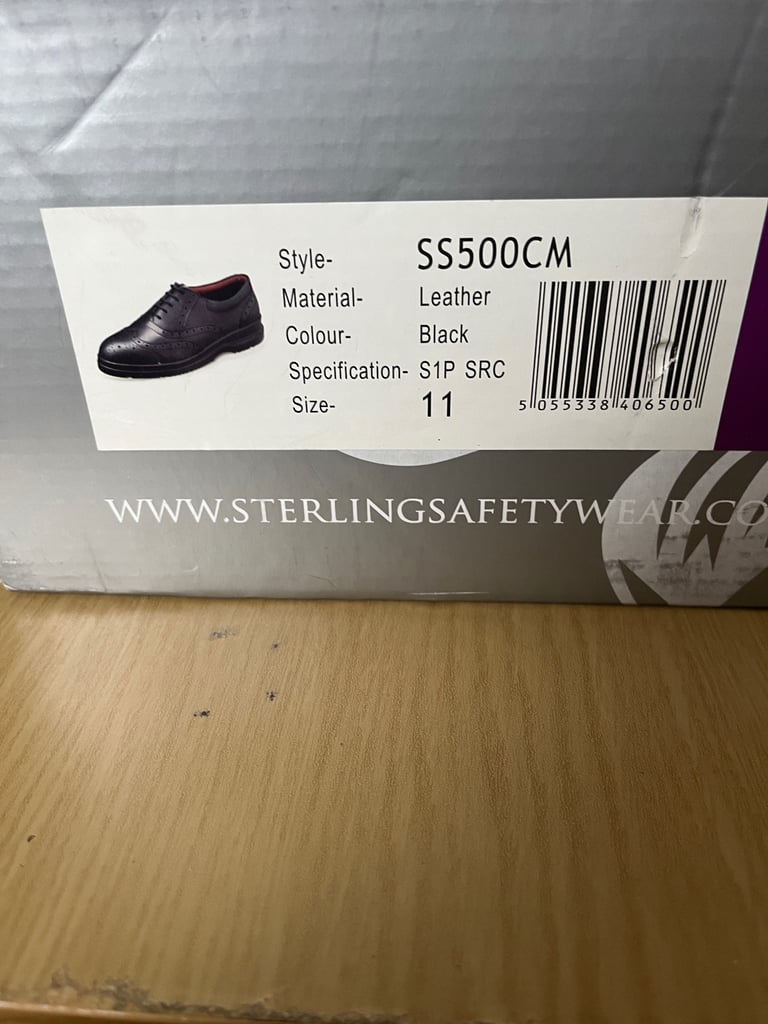 Style- SS500CM
Material- Leather
Colour- Black
Specification- S1P SRC
Size- 11
5 055338 406500
WWW.STERLINGSAFETYWEAR.CO